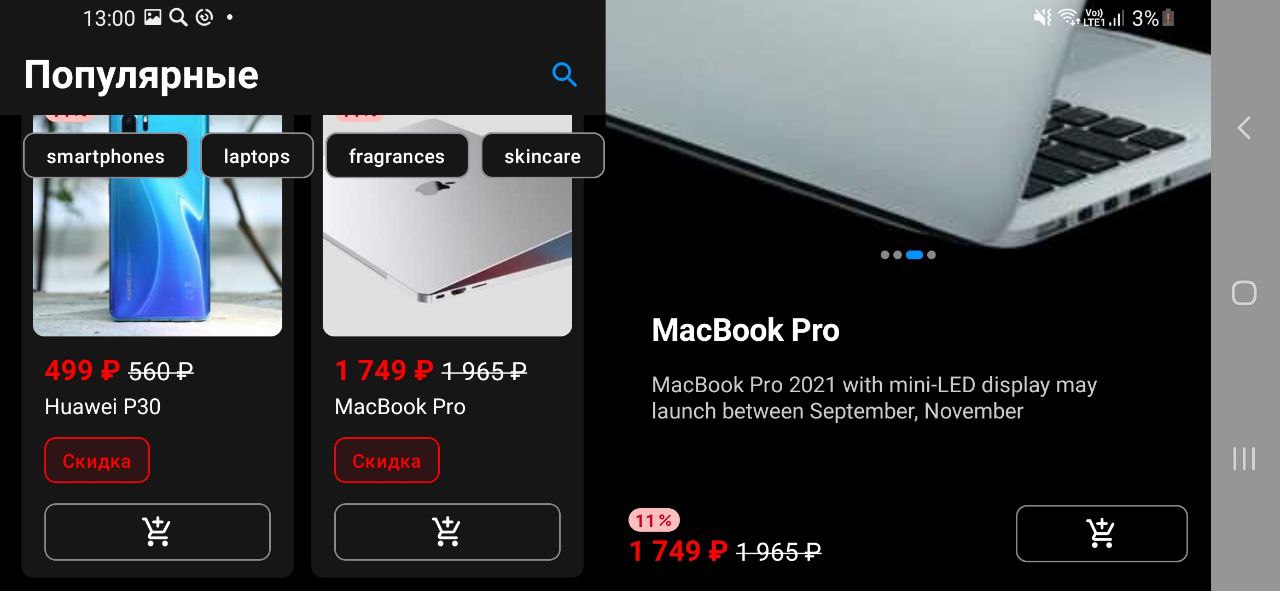 13:00
Vo))
LTE1
3%
Популярные
smartphones
laptops
fragrances
skincare
499 ₽ 560 ₽
Huawei P30
Скидка
1 749 ₽ 1 965 ₽
MacBook Pro
Скидка
MacBook Pro
MacBook Pro 2021 with mini-LED display may
launch between September, November
11 %
1 749 ₽ 1 965 ₽